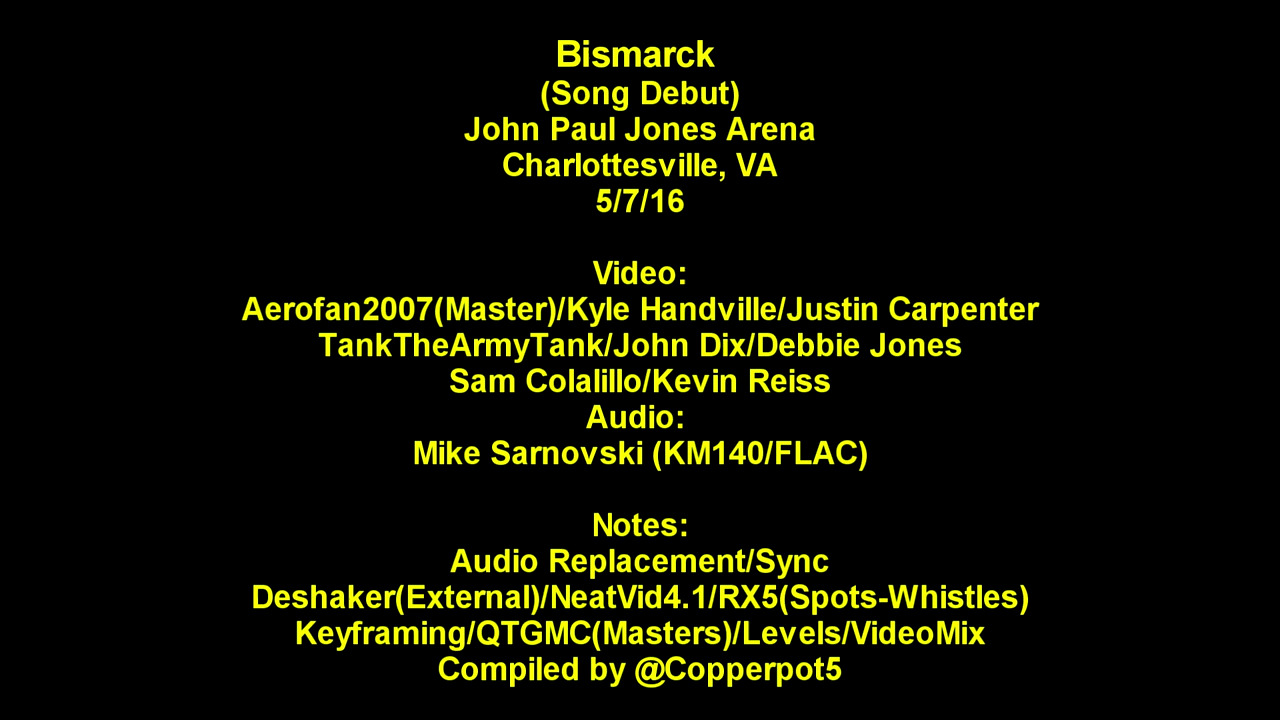 Bismarck
(Song Debut)
John Paul Jones Arena
Charlottesville, VA
5/7/16
Video:
Aerofan2007(Master)/Kyle Handville/Justin Carpenter
TankTheArmyTank/John Dix/Debbie Jones
Sam Colalillo/Kevin Reiss
Audio:
Mike Sarnovski (KM140/FLAC)
Notes:
Audio Replacement/Sync
Deshaker(External)/NeatVid4.1/RX5(Spots-Whistles)
Keyframing/QTGMC(Masters)/Levels/VideoMix
Compiled by @Copperpot5